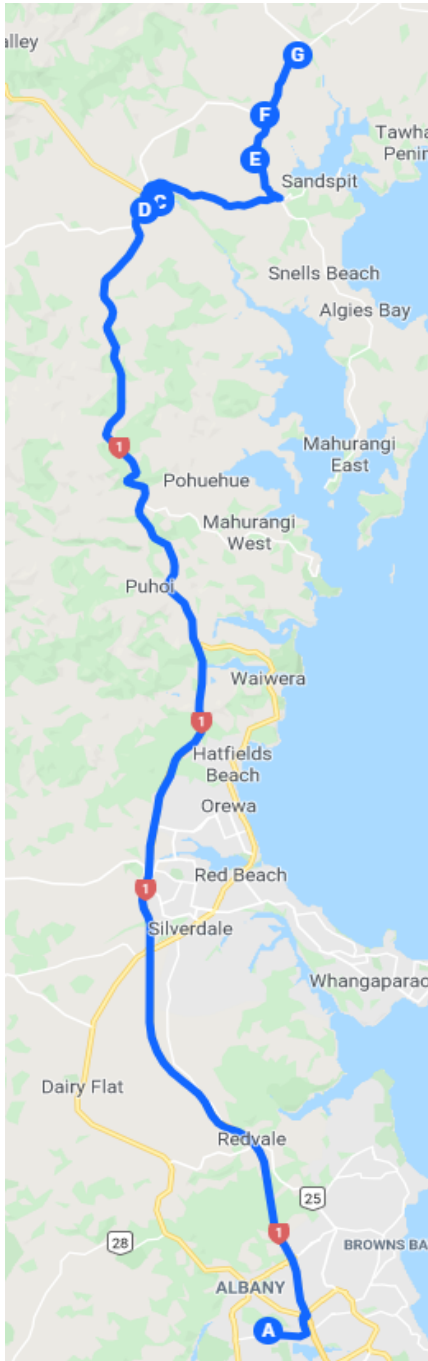 G
alley
F
Tawha
Penin
E
Sandspit
C
D
Snells Beach
Algies Bay
1
Mahurangi
East
Pohuehue
Mahurangi
West
Puhoi
Waiwera
1
Hatfields
Beach
Orewa
Red Beach
1
Silverdale
Whangaparao
Dairy Flat
Redvale
25
1
28
BROWNS BA
ALBANY
A